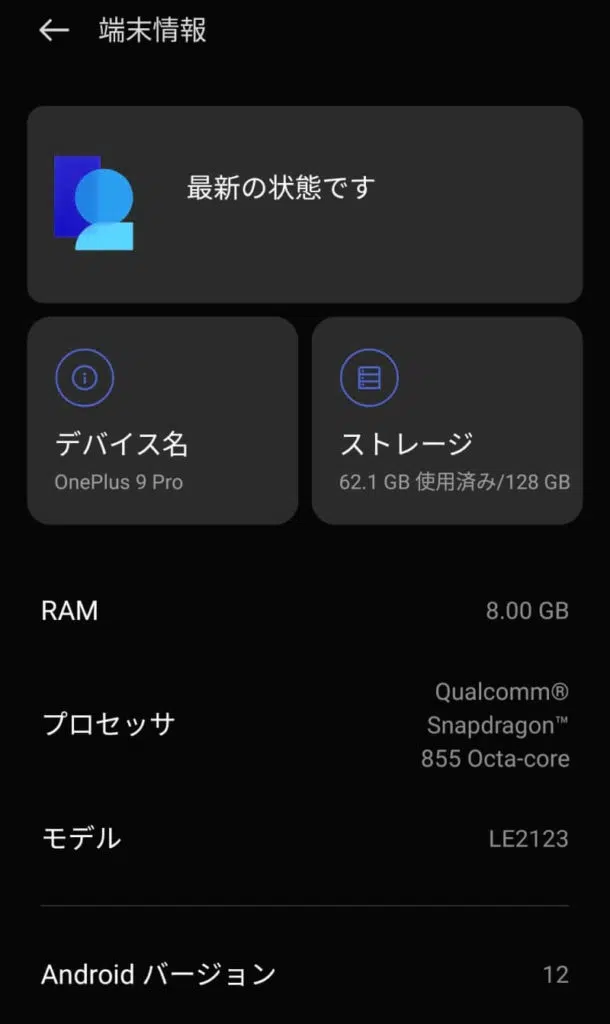 端末情報
最新の状態です
デバイス名
OnePlus 9 Pro
ストレージ
62.1 GB 使用済み/128 GB
RAM
8.00 GB
プロセッサ
Qualcomm®
Snapdragon™
855 Octa-core
モデル
LE2123
Android バージョン
12